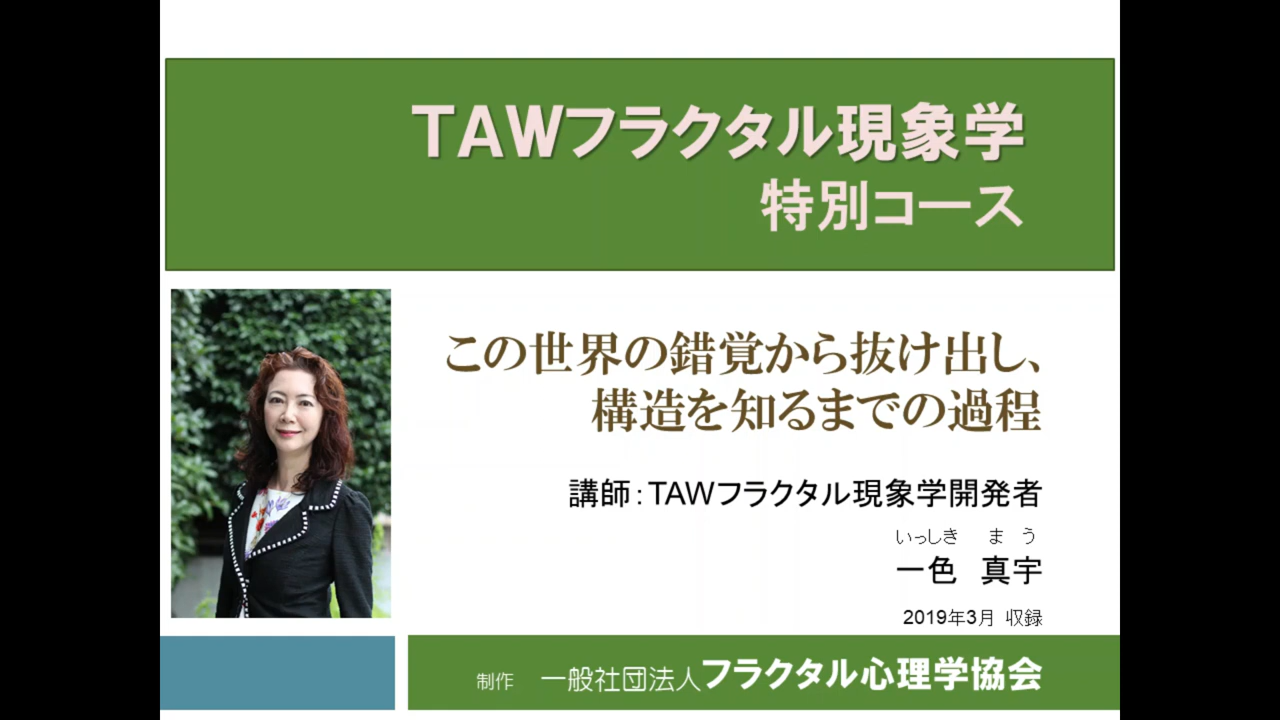 TAWフラクタル現象学
特別コース
この世界の錯覚から抜け出し、
構造を知るまでの過程
講師：TAWフラクタル現象学開発者
いっしき　ま　う
一色　真宇
2019年3月 収録
制作　一般社団法人フラクタル心理学協会